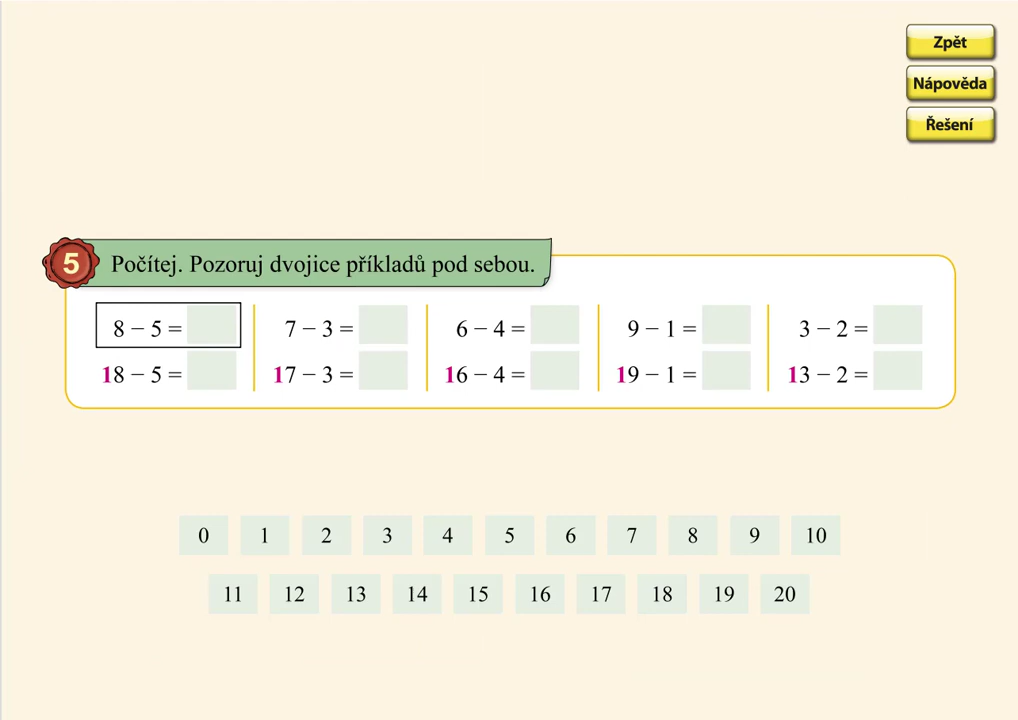 Zpět
Nápověda
Řešení
5 Počítej. Pozoruj dvojice příkladů pod sebou.
8 − 5 = 7 − 3 = 6 − 4 = 9 − 1 = 3 − 2 =
18 − 5 = 17 − 3 = 16 − 4 = 19 − 1 = 13 − 2 =
0 1 2 3 4 5 6 7 8 9 10
11 12 13 14 15 16 17 18 19 20